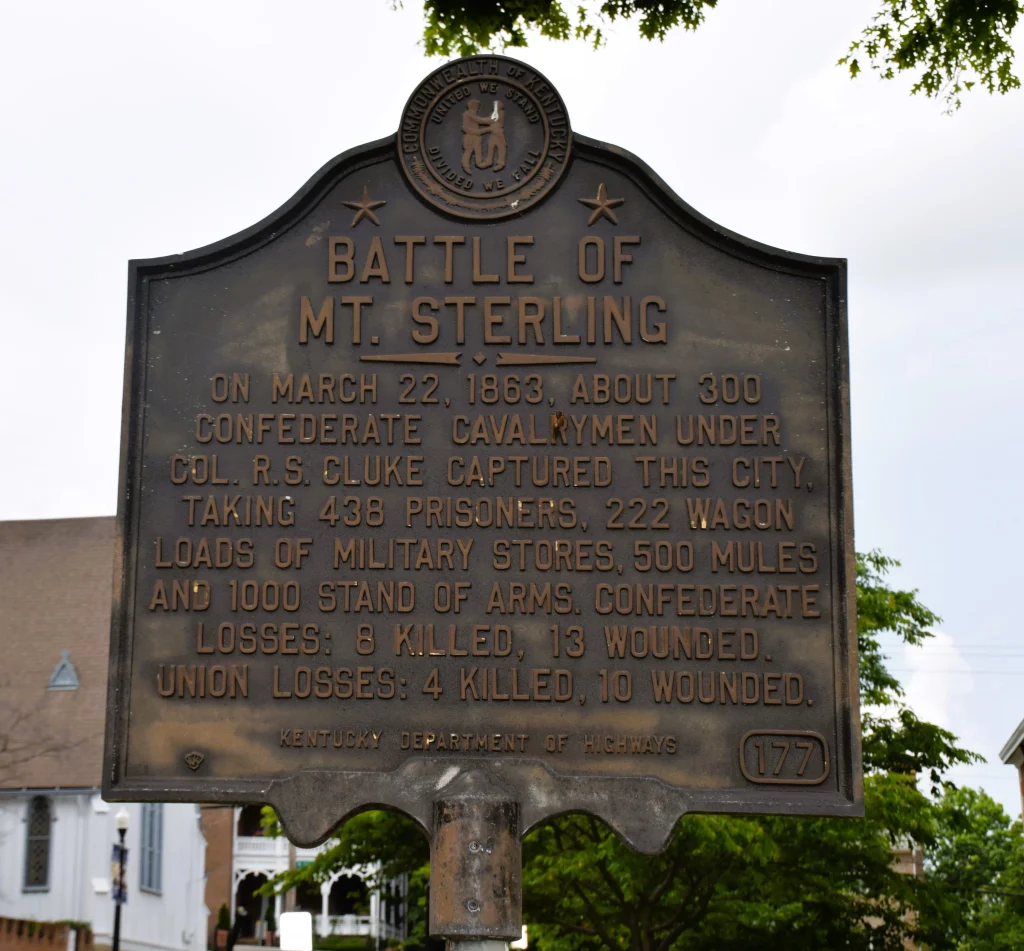 COMMONWEALTH OF KENTUCKY
UNITED WE STAND
DIVIDED WE FALL
BATTLE OF
MT. STERLING
ON MARCH 22, 1863, ABOUT 300
CONFEDERATE CAVALRYMEN UNDER
COL. R.S. CLUKE CAPTURED THIS CITY,
TAKING 438 PRISONERS, 222 WAGON
LOADS OF MILITARY STORES, 500 MULES
AND 1000 STAND OF ARMS. CONFEDERATE
LOSSES: 8 KILLED, 13 WOUNDED.
UNION LOSSES: 4 KILLED, 10 WOUNDED.
KENTUCKY DEPARTMENT OF HIGHWAYS
177